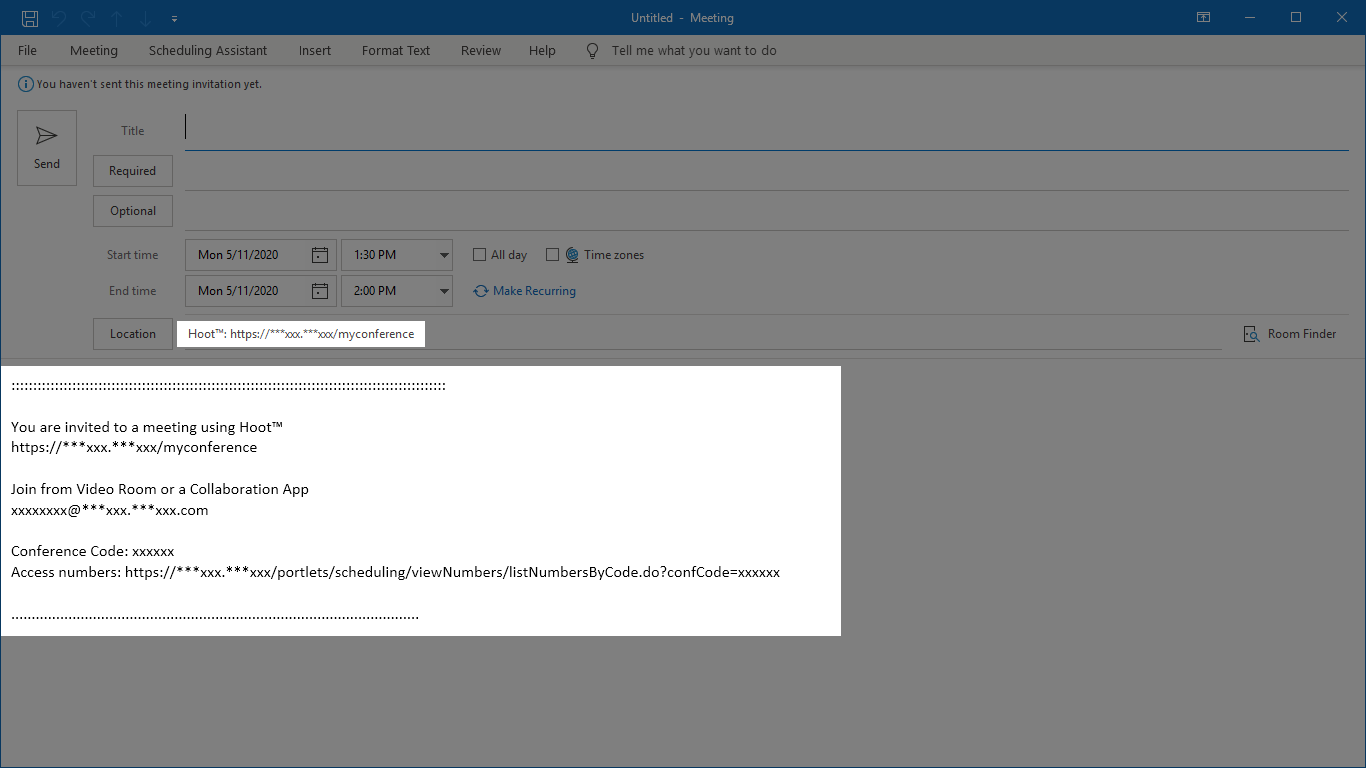 Untitled - Meeting
File Meeting Scheduling Assistant Insert Format Text Review Help Tell me what you want to do
You haven't sent this meeting invitation yet.
Send
Title
Required
Optional
Start time Mon 5/11/2020 1:30 PM All day Time zones
End time Mon 5/11/2020 2:00 PM Make Recurring
Location Hoot™: https://***xxx.***xxx/myconference Room Finder
::::::::::::::::::::::::::::::::::::::::::::::::::::::::::::::::::::::::::::::::::::::::::::::::::::
You are invited to a meeting using Hoot™
https://***xxx.***xxx/myconference
Join from Video Room or a Collaboration App
xxxxxxxx@***xxx.***xxx.com
Conference Code: xxxxxx
Access numbers: https://***xxx.***xxx/portlets/scheduling/viewNumbers/listNumbersByCode.do?confCode=xxxxxx
....................................................................................................